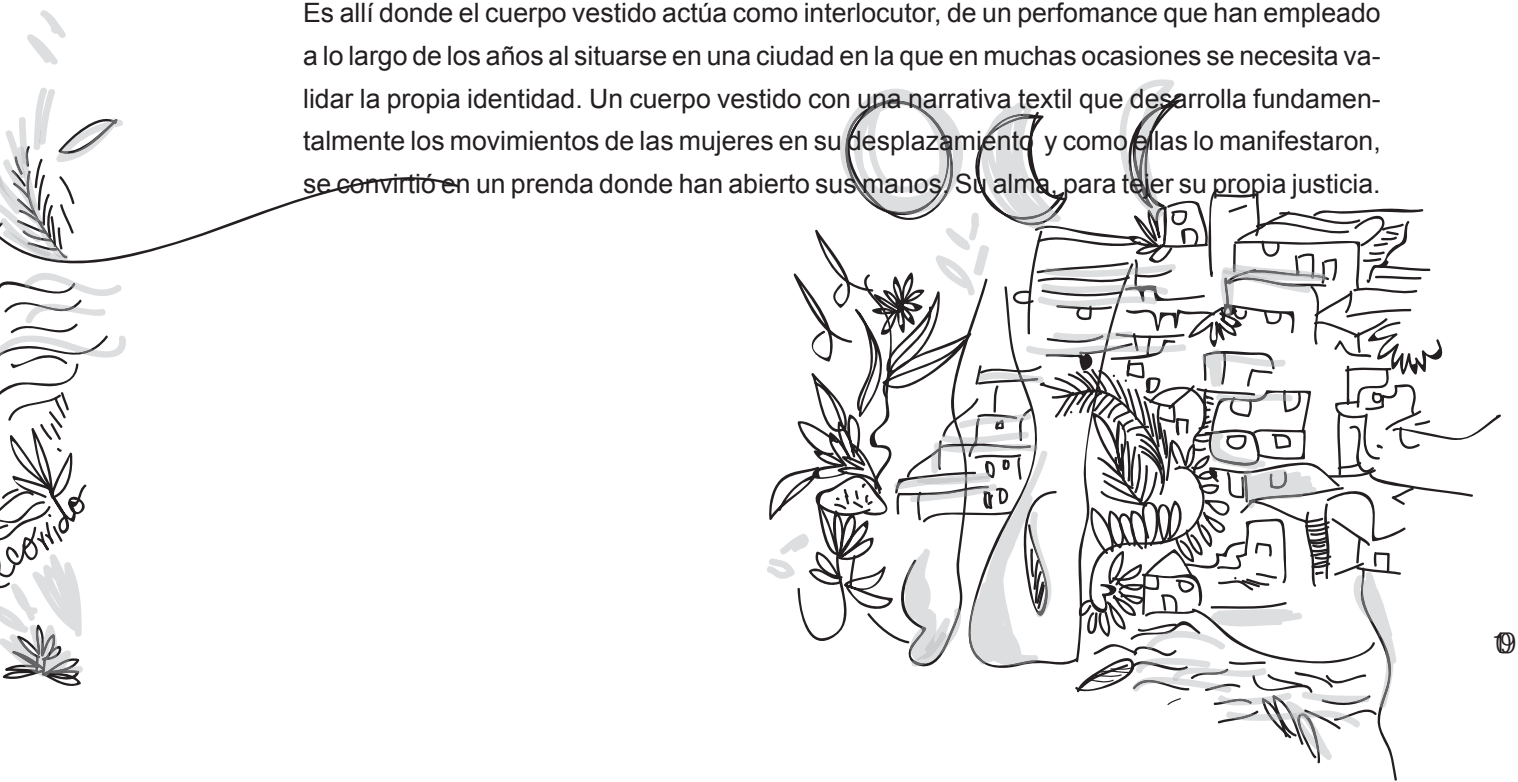 Es allí donde el cuerpo vestido actúa como interlocutor, de un perfomance que han empleado
a lo largo de los años al situarse en una ciudad en la que en muchas ocasiones se necesita va-
lidar la propia identidad. Un cuerpo vestido con una narrativa textil que desarrolla fundamen-
talmente los movimientos de las mujeres en su desplazamiento y como ellas lo manifestaron,
se convirtió en un prenda donde han abierto sus manos. Su alma, para tejer su propia justicia.
corrido